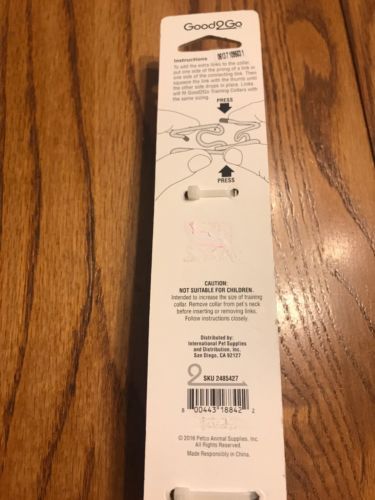 Good2Go
Instructions
To add the extra links to the collar,
put one side of the prong of a link in
one side of the connecting link. Then
squeeze the link with the thumb until
the other side drops in place. Links
will fit Good2Go Training Collars with
the same sizing.
PRESS
PRESS
CAUTION:
NOT SUITABLE FOR CHILDREN.
Intended to increase the size of training
collar. Remove collar from pet's neck
before inserting or removing links.
Follow instructions closely.
Distributed by:
International Pet Supplies
and Distribution, Inc.
San Diego, CA 92127
SKU 2485427
8 00443 18842 2
© 2016 Petco Animal Supplies, Inc.
All Rights Reserved.
Made Responsibly in China.